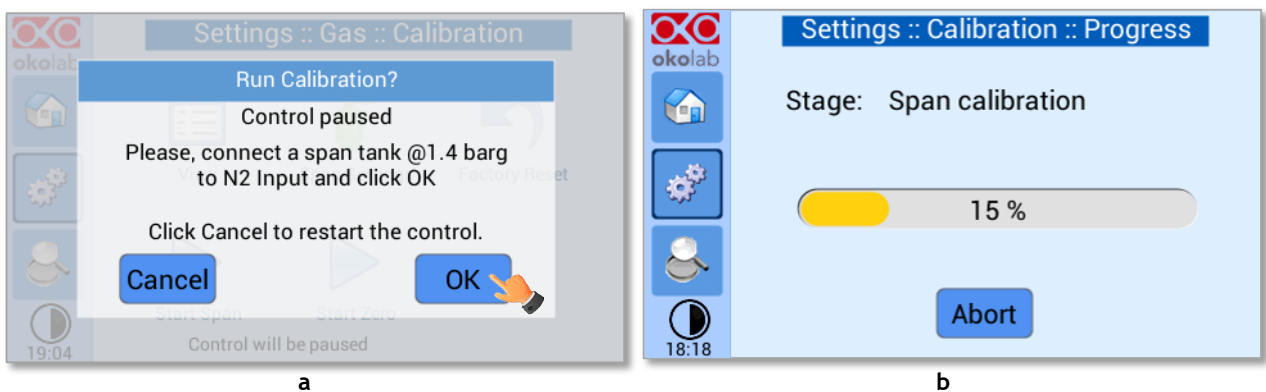 okolab
Settings :: Gas :: Calibration
Run Calibration?
Control paused
Please, connect a span tank @1.4 barg
to N2 Input and click OK
Factory Reset
Click Cancel to restart the control.
Cancel
OK
Start Span
Start Zero
Control will be paused
19:04
a
okolab
Settings :: Calibration :: Progress
Stage: Span calibration
15 %
Abort
18:18
b